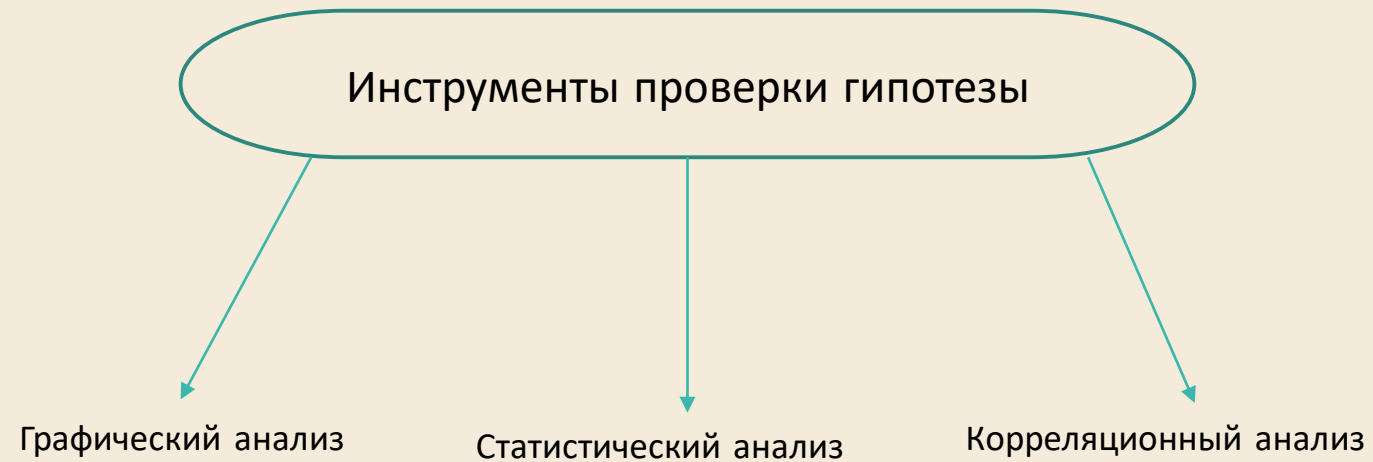 Инструменты проверки гипотезы
Графический анализ
Статистический анализ
Корреляционный анализ